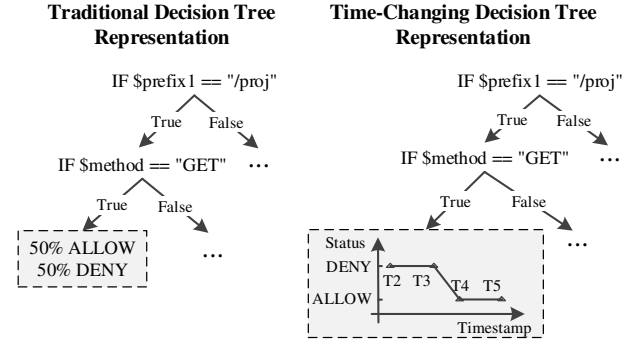 Traditional Decision Tree
Representation
IF $prefix1 == "/proj"
True
False
IF $method == "GET"
...
True
False
50% ALLOW
50% DENY
...
Time-Changing Decision Tree
Representation
IF $prefix1 == "/proj"
True
False
IF $method == "GET"
...
True
False
...
Status
DENY
T2 T3 T4 T5
ALLOW
Timestamp